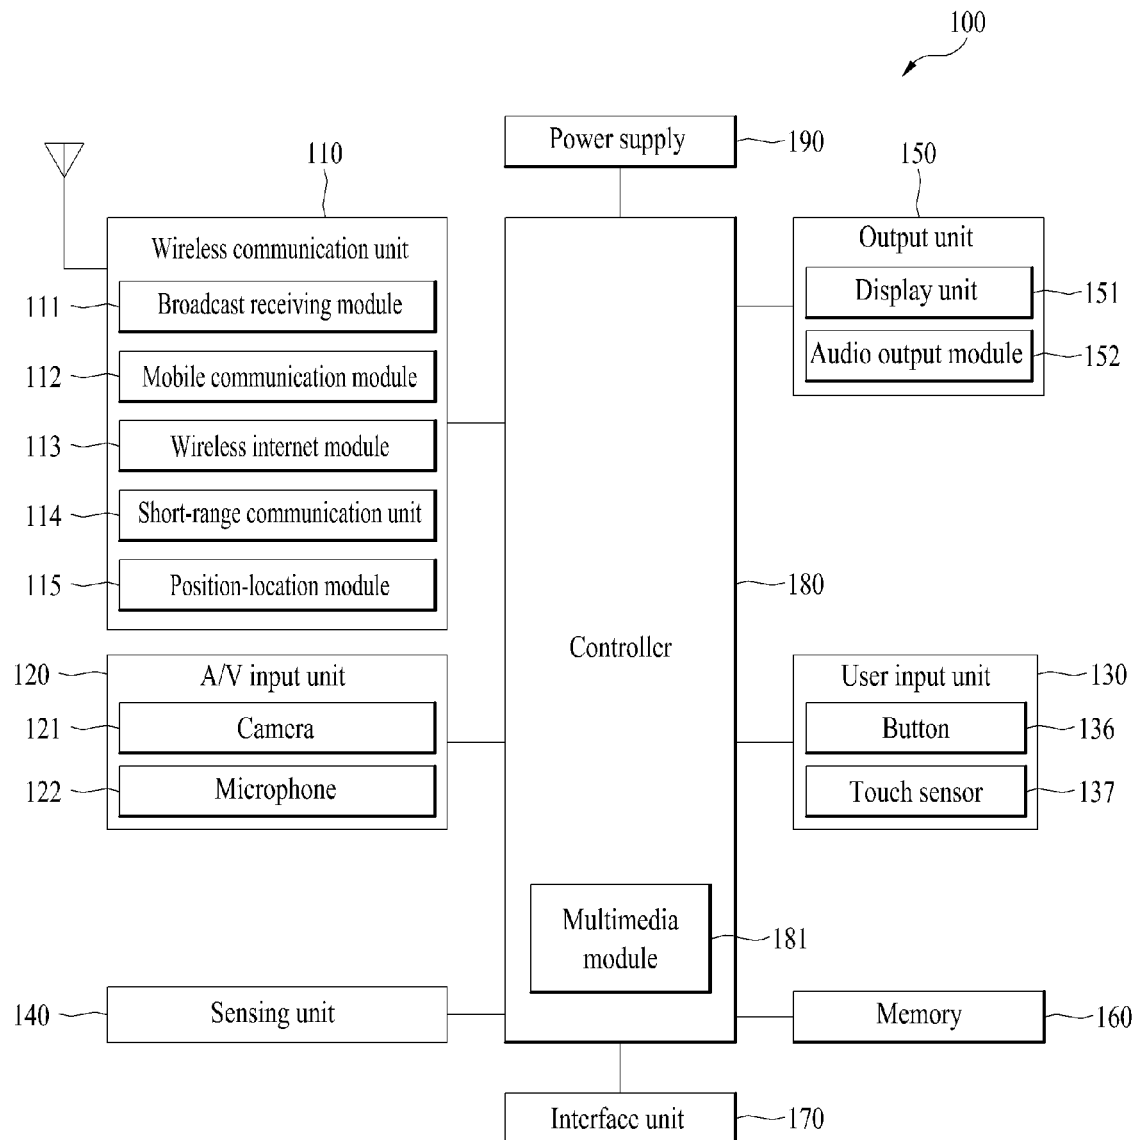 100
Power supply
190
110
150
Wireless communication unit
Output unit
111
Broadcast receiving module
Display unit
151
112
Mobile communication module
Audio output module
152
113
Wireless internet module
114
Short-range communication unit
115
Position-location module
180
Controller
120
A/V input unit
User input unit
130
121
Camera
Button
136
122
Microphone
Touch sensor
137
Multimedia
module
181
140
Sensing unit
Memory
160
Interface unit
170